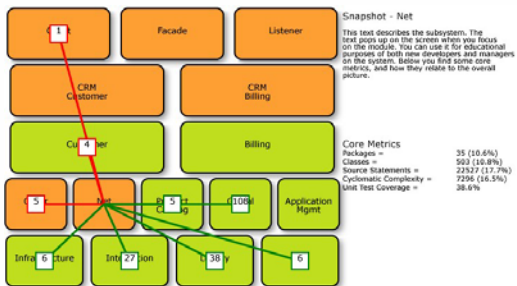 Snapshot - Net
This text describes the subsystem. The
text pops up on the screen when you focus
on the module. You can use it for educational
purposes of both new developers and managers
on the system. Below you find some core
metrics, and how they relate to the overall
picture.
1
Facade
Listener
CRM
Customer
CRM
Billing
4
Billing
Core Metrics
Packages = 35 (10.6%)
Classes = 503 (10.8%)
Source Statements = 22527 (17.7%)
Cyclomatic Complexity = 7296 (16.5%)
Unit Test Coverage = 38.6%
5
Net
5
108
Application
Mgmt
6
27
38
6